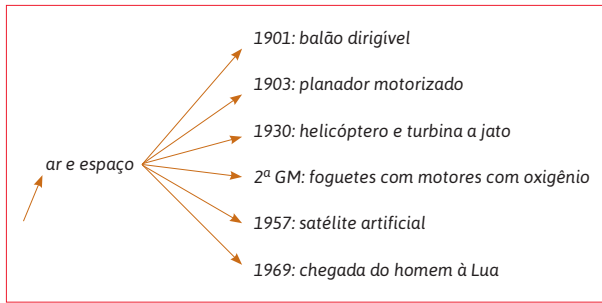 1901: balão dirigível
1903: planador motorizado
1930: helicóptero e turbina a jato
ar e espaço
2ª GM: foguetes com motores com oxigênio
1957: satélite artificial
1969: chegada do homem à Lua